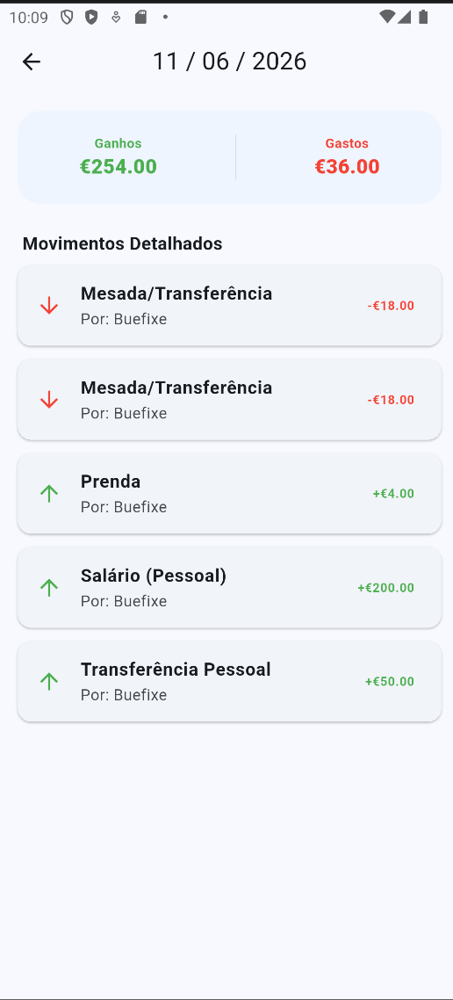 10:09
11 / 06 / 2026
Ganhos
Gastos
€254.00
€36.00
Movimentos Detalhados
Mesada/Transferência
Por: Buefixe
-€18.00
Mesada/Transferência
Por: Buefixe
-€18.00
Prenda
Por: Buefixe
+€4.00
Salário (Pessoal)
Por: Buefixe
+€200.00
Transferência Pessoal
Por: Buefixe
+€50.00